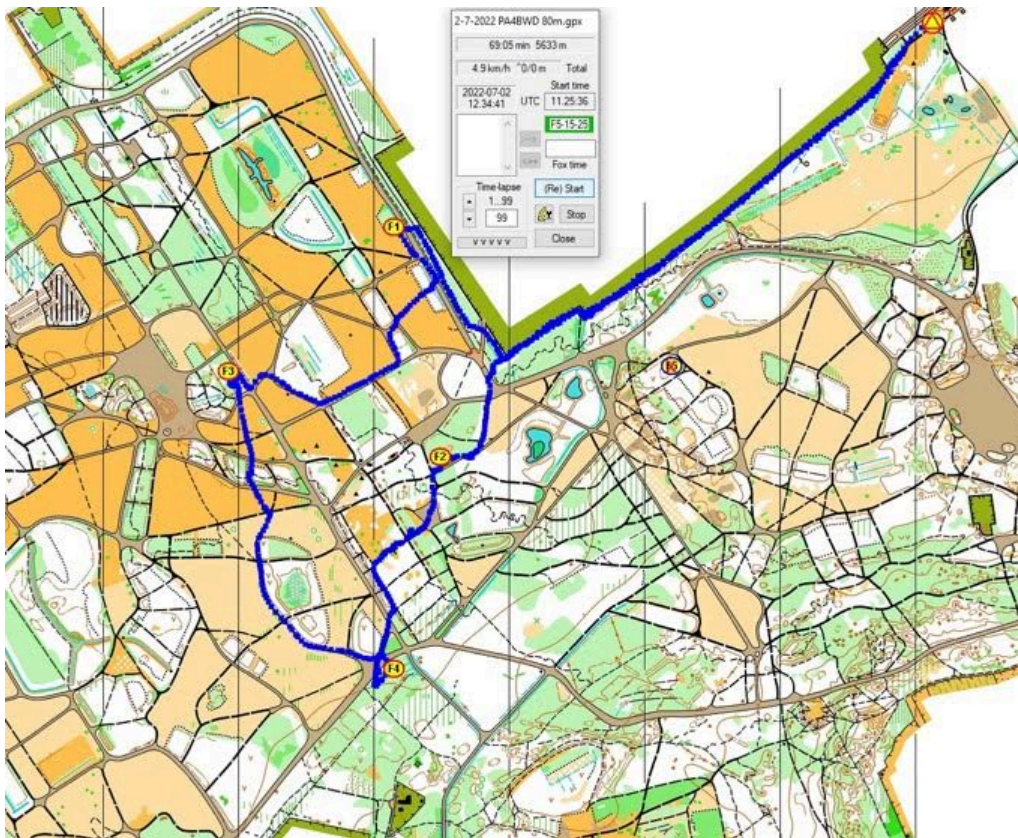 2-7-2022 PA4BWD 80m.gpx
69:05 min 5633 m
4.9 km/h ^0/0 m Total
Start time
2022-07-02
12.34:41
UTC 11.25:36
F5-15-25
Fox time
Time-lapse
1...99
99
(Re) Start
Stop
Close
V V V V V
F1
F3
F2
F4